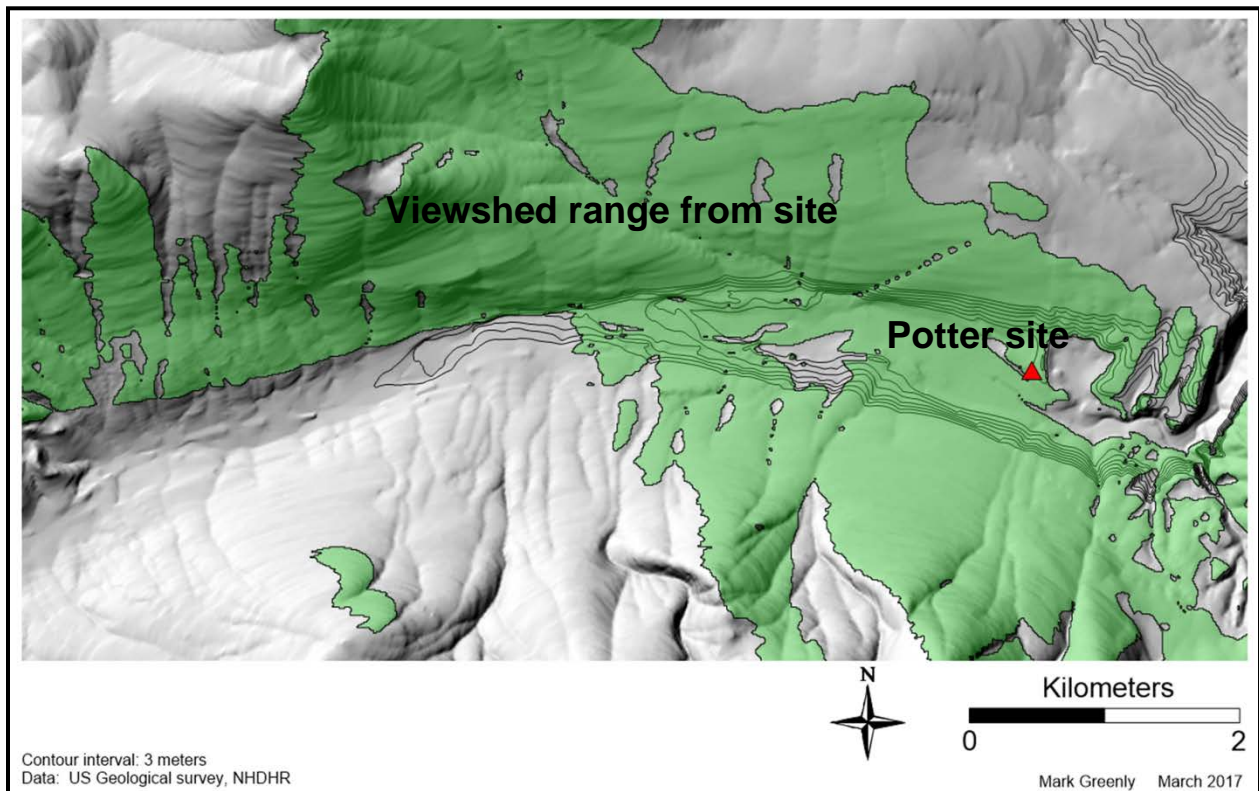 Viewshed range from site
Potter site
N
Kilometers
0 2
Contour interval: 3 meters
Data: US Geological survey, NHDHR
Mark Greenly March 2017